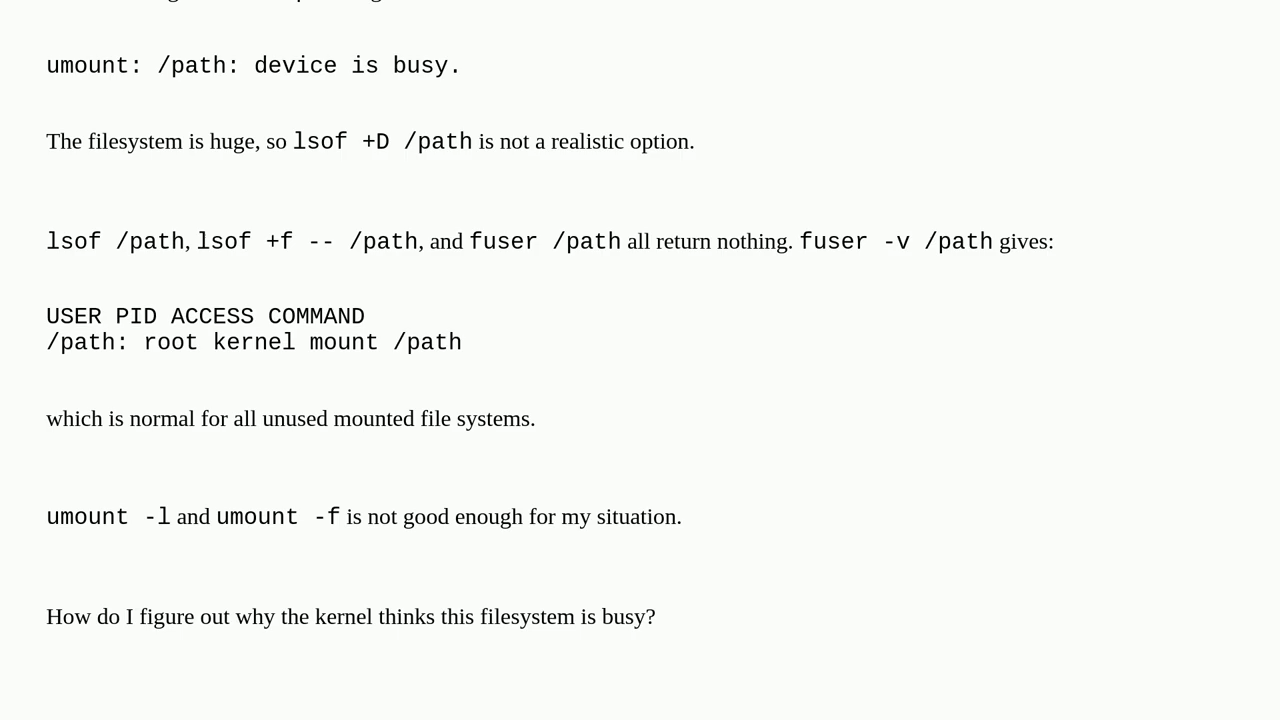 umount: /path: device is busy.
The filesystem is huge, so lsof +D /path is not a realistic option.
lsof /path, lsof +f -- /path, and fuser /path all return nothing. fuser -v /path gives:
USER PID ACCESS COMMAND
/path: root kernel mount /path
which is normal for all unused mounted file systems.
umount -l and umount -f is not good enough for my situation.
How do I figure out why the kernel thinks this filesystem is busy?